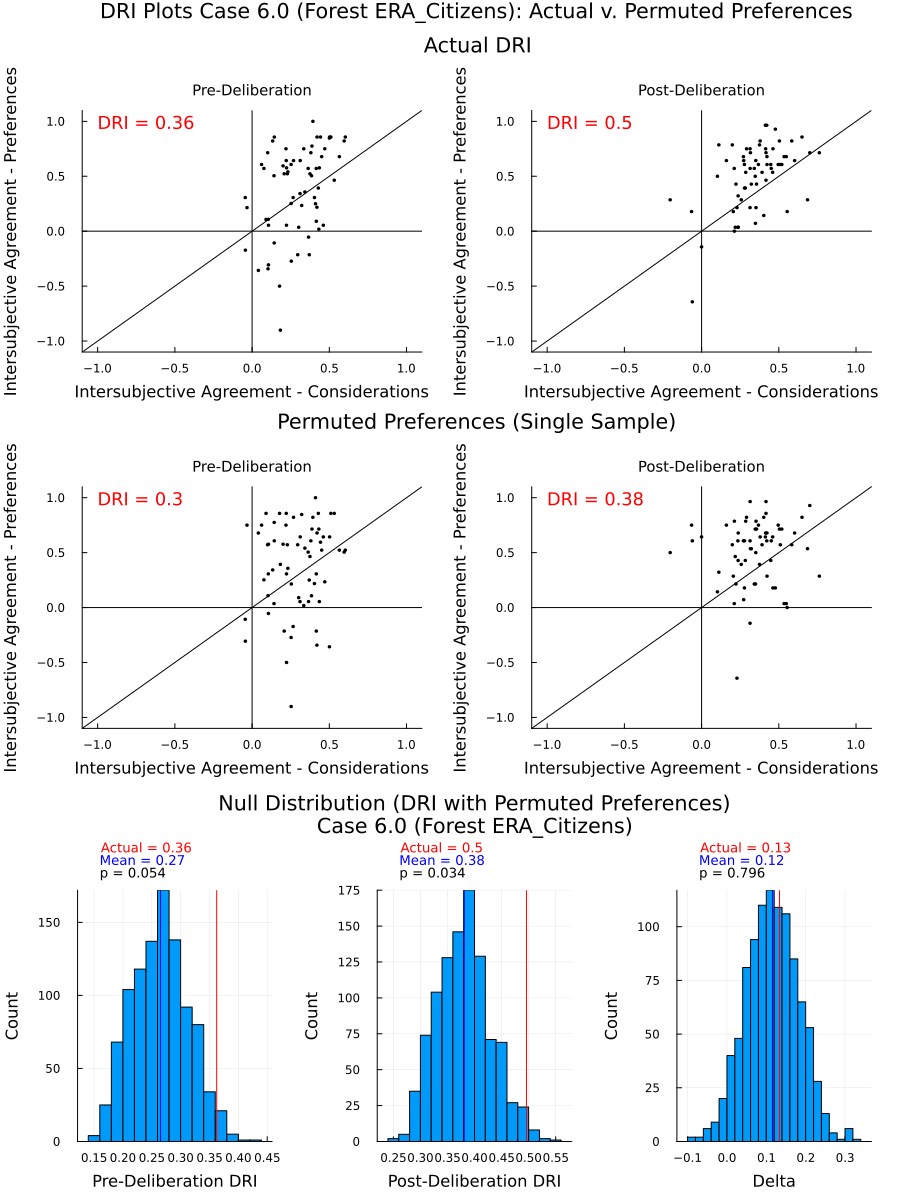 DRI Plots Case 6.0 (Forest ERA_Citizens): Actual v. Permuted Preferences
Actual DRI
Pre-Deliberation
Post-Deliberation
DRI = 0.36
DRI = 0.5
Intersubjective Agreement - Preferences
1.0
0.5
0.0
−0.5
−1.0
−1.0 −0.5 0.0 0.5 1.0
Intersubjective Agreement - Considerations
Intersubjective Agreement - Preferences
1.0
0.5
0.0
−0.5
−1.0
−1.0 −0.5 0.0 0.5 1.0
Intersubjective Agreement - Considerations
Permuted Preferences (Single Sample)
Pre-Deliberation
Post-Deliberation
DRI = 0.3
DRI = 0.38
Intersubjective Agreement - Preferences
1.0
0.5
0.0
−0.5
−1.0
−1.0 −0.5 0.0 0.5 1.0
Intersubjective Agreement - Considerations
Intersubjective Agreement - Preferences
1.0
0.5
0.0
−0.5
−1.0
−1.0 −0.5 0.0 0.5 1.0
Intersubjective Agreement - Considerations
Null Distribution (DRI with Permuted Preferences)
Case 6.0 (Forest ERA_Citizens)
Actual = 0.36
Mean = 0.27
p = 0.054
Count
150
100
50
0
0.15 0.20 0.25 0.30 0.35 0.40 0.45
Pre-Deliberation DRI
Actual = 0.5
Mean = 0.38
p = 0.034
Count
175
150
125
100
75
50
25
0
0.25 0.30 0.35 0.40 0.45 0.50 0.55
Post-Deliberation DRI
Actual = 0.13
Mean = 0.12
p = 0.796
Count
100
75
50
25
0
−0.1 0.0 0.1 0.2 0.3
Delta